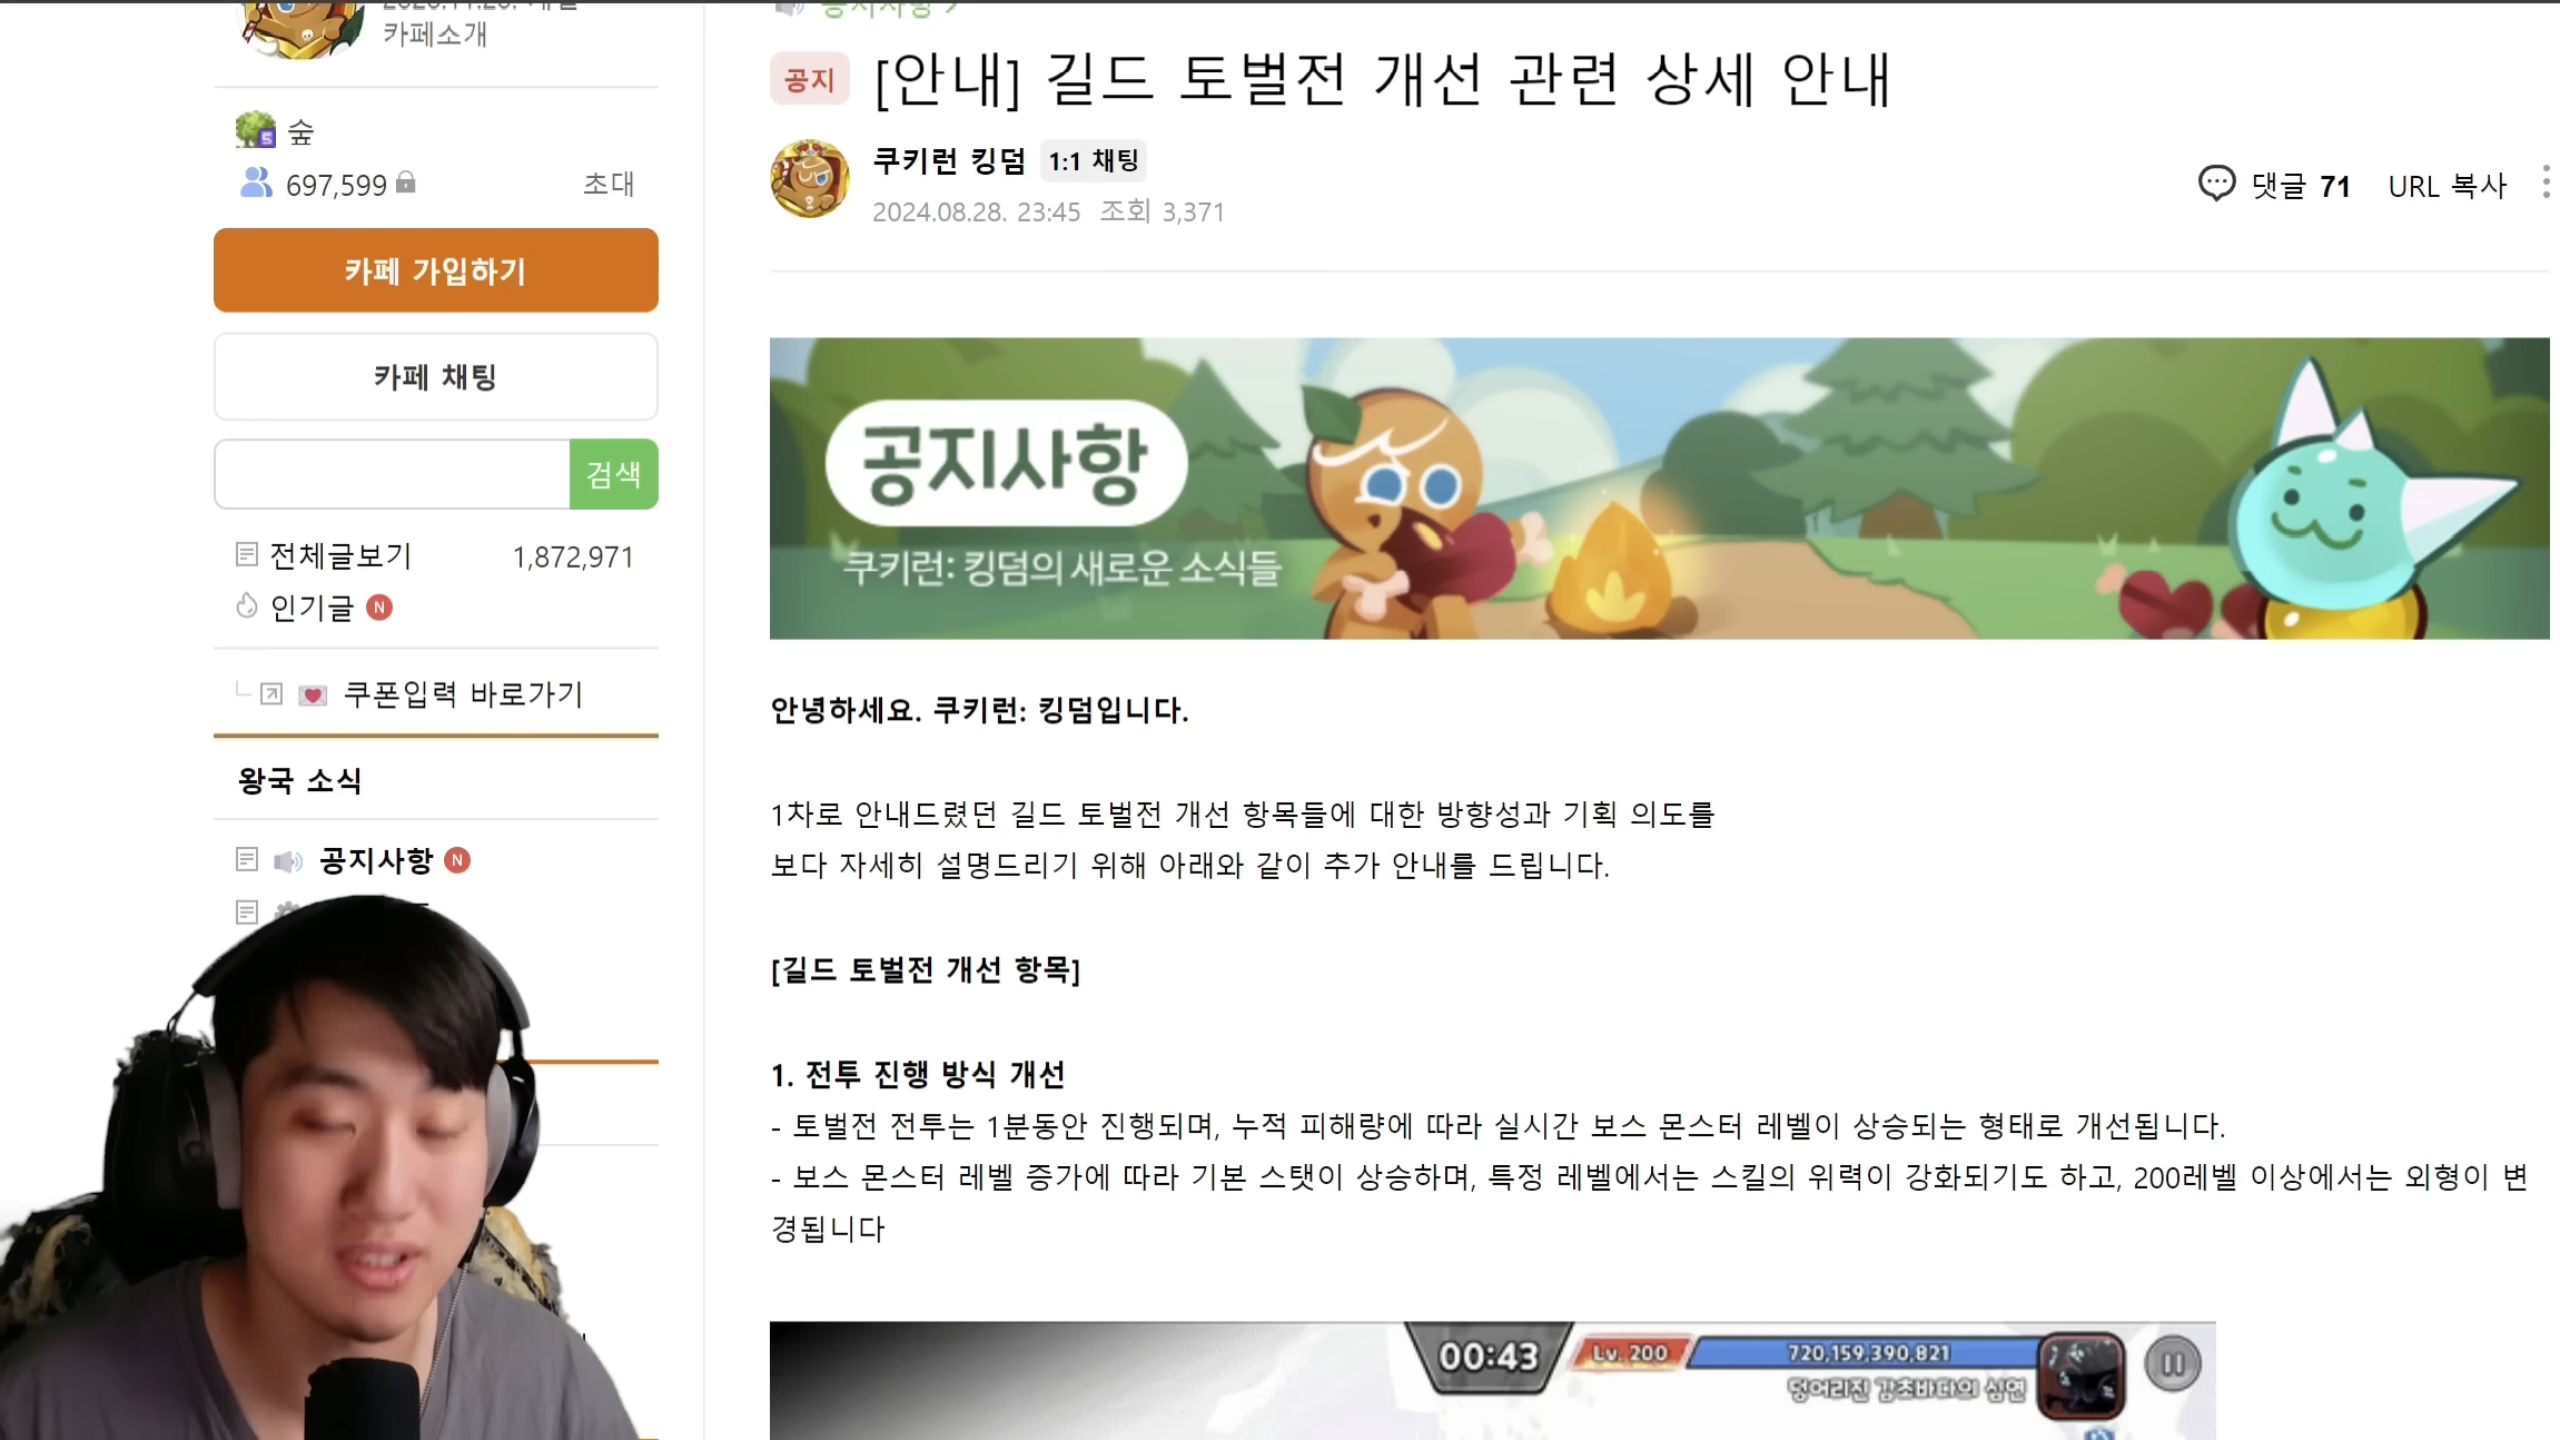 카페소개
숲
697,599
초대
카페 가입하기
카페 채팅
검색
전체글보기 1,872,971
인기글 N
쿠폰입력 바로가기
왕국 소식
공지사항 N
공지 [안내] 길드 토벌전 개선 관련 상세 안내
쿠키런 킹덤 1:1 채팅
2024.08.28. 23:45 조회 3,371
댓글 71 URL 복사
공지사항
쿠키런: 킹덤의 새로운 소식들
안녕하세요. 쿠키런: 킹덤입니다.
1차로 안내드렸던 길드 토벌전 개선 항목들에 대한 방향성과 기획 의도를
보다 자세히 설명드리기 위해 아래와 같이 추가 안내를 드립니다.
[길드 토벌전 개선 항목]
1. 전투 진행 방식 개선
- 토벌전 전투는 1분동안 진행되며, 누적 피해량에 따라 실시간 보스 몬스터 레벨이 상승되는 형태로 개선됩니다.
- 보스 몬스터 레벨 증가에 따라 기본 스탯이 상승하며, 특정 레벨에서는 스킬의 위력이 강화되기도 하고, 200레벨 이상에서는 외형이 변
경됩니다
00:43 Lv. 200 720,159,390,821
덩어리진 감초바다의 심연